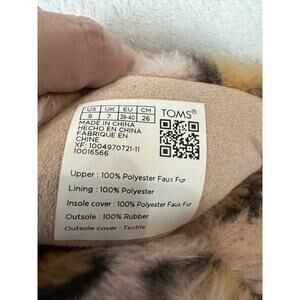 US UK EU CM TOMS®
9 7 39-40 26
MADE IN CHINA
HECHO EN CHINA
FABRIQUE EN
CHINE
XF: 1004970721-11
10016566
Upper : 100% Polyester Faux Fur
Lining : 100% Polyester
Insole cover : 100% Polyester Faux Fur
Outsole : 100% Rubber
Outsole cover : Textile